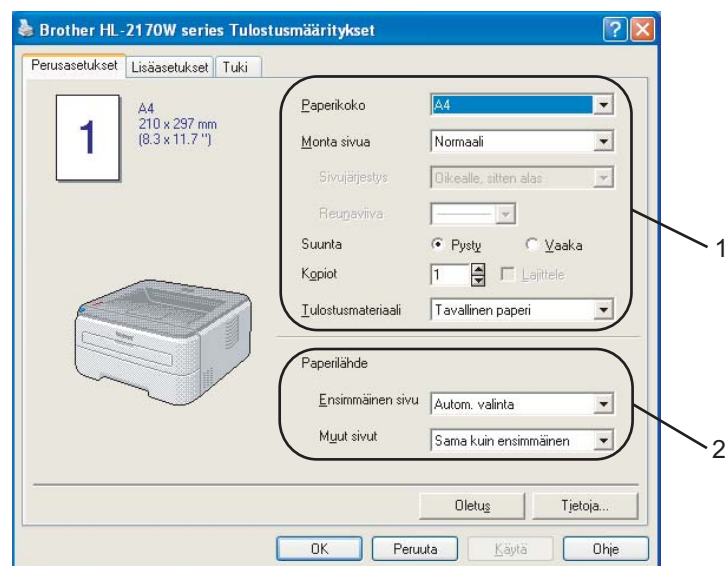 Brother HL-2170W series Tulostusmääritykset
Perusasetukset Lisäasetukset Tuki
1
A4
210 x 297 mm
(8.3 x 11.7 ")
Paperikoko A4
Monta sivua Normaali
Sivujärjestys Oikealle, sitten alas
Reunaviiva
Suunta Pysty Vaaka
Kopiot 1 Lajittele
Tulostusmateriaali Tavallinen paperi
1
Paperilähde
Ensimmäinen sivu Autom. valinta
Muut sivut Sama kuin ensimmäinen
2
Oletus Tietoja...
OK Peruuta Käytä Ohje